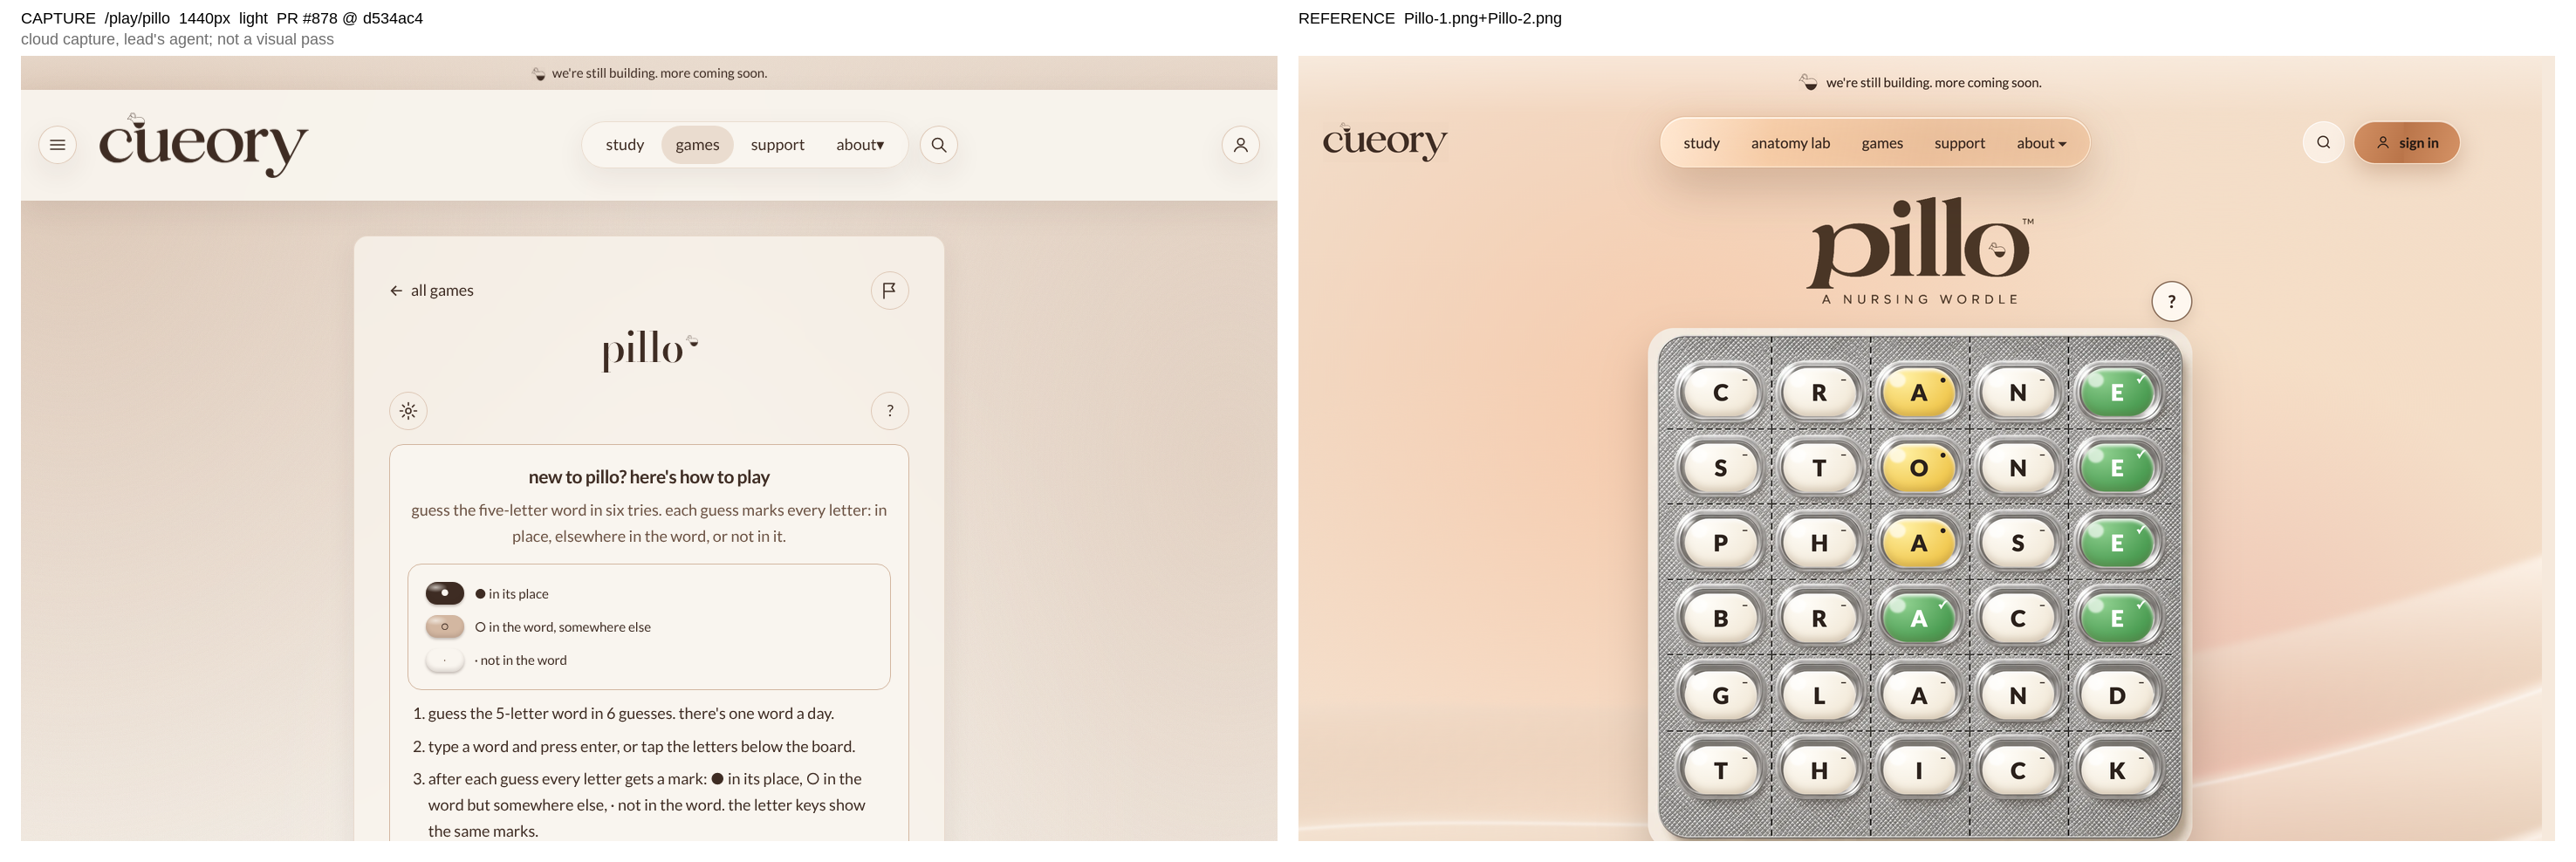 CAPTURE /play/pillo 1440px light PR #878 @ d534ac4
cloud capture, lead's agent; not a visual pass
we're still building. more coming soon.
cueory
study games support about▾
all games
pillo
?
new to pillo? here's how to play
guess the five-letter word in six tries. each guess marks every letter: in
place, elsewhere in the word, or not in it.
● in its place
○ in the word, somewhere else
· not in the word
1. guess the 5-letter word in 6 guesses. there's one word a day.
2. type a word and press enter, or tap the letters below the board.
3. after each guess every letter gets a mark: ● in its place, ○ in the
word but somewhere else, · not in the word. the letter keys show
the same marks.
REFERENCE Pillo-1.png+Pillo-2.png
we're still building. more coming soon.
cueory
study anatomy lab games support about ▾
sign in
pillo™
A NURSING WORDLE
?
C R A N E
S T O N E
P H A S E
B R A C E
G L A N D
T H I C K